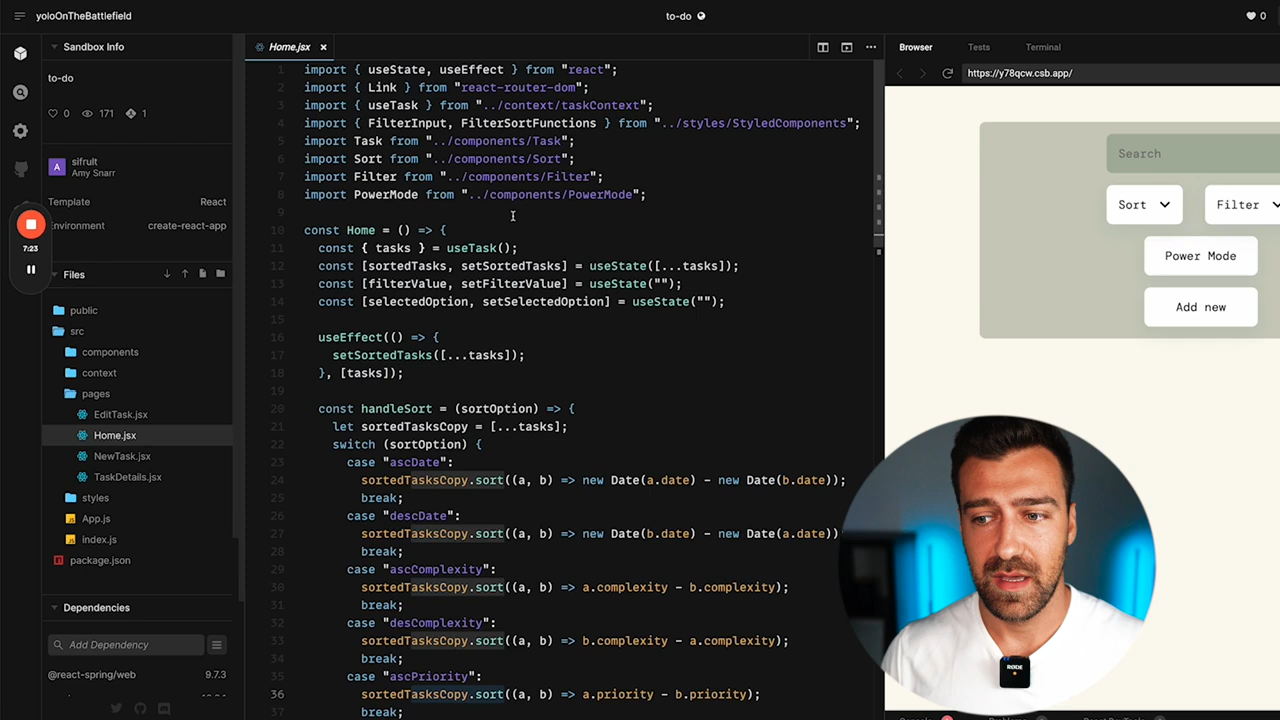 yoloOnTheBattlefield
to-do
0
Sandbox Info
to-do
0 171 1
A sifruit
Amy Snarr
Template React
Environment create-react-app
7:23
Files
public
src
components
context
pages
EditTask.jsx
Home.jsx
NewTask.jsx
TaskDetails.jsx
styles
App.js
index.js
package.json
Dependencies
Add Dependency
@react-spring/web 9.7.3
Home.jsx
1 import { useState, useEffect } from "react";
2 import { Link } from "react-router-dom";
3 import { useTask } from "../context/taskContext";
4 import { FilterInput, FilterSortFunctions } from "../styles/StyledComponents";
5 import Task from "../components/Task";
6 import Sort from "../components/Sort";
7 import Filter from "../components/Filter";
8 import PowerMode from "../components/PowerMode";
9
10 const Home = () => {
11 const { tasks } = useTask();
12 const [sortedTasks, setSortedTasks] = useState([...tasks]);
13 const [filterValue, setFilterValue] = useState("");
14 const [selectedOption, setSelectedOption] = useState("");
15
16 useEffect(() => {
17 setSortedTasks([...tasks]);
18 }, [tasks]);
19
20 const handleSort = (sortOption) => {
21 let sortedTasksCopy = [...tasks];
22 switch (sortOption) {
23 case "ascDate":
24 sortedTasksCopy.sort((a, b) => new Date(a.date) - new Date(b.date));
25 break;
26 case "descDate":
27 sortedTasksCopy.sort((a, b) => new Date(b.date) - new Date(a.date))
28 break;
29 case "ascComplexity":
30 sortedTasksCopy.sort((a, b) => a.complexity - b.complexity);
31 break;
32 case "desComplexity":
33 sortedTasksCopy.sort((a, b) => b.complexity - a.complexity);
34 break;
35 case "ascPriority":
36 sortedTasksCopy.sort((a, b) => a.priority - b.priority);
37 break;
Browser Tests Terminal
https://y78qcw.csb.app/
Search
Sort Filter
Power Mode
Add new
RØDE